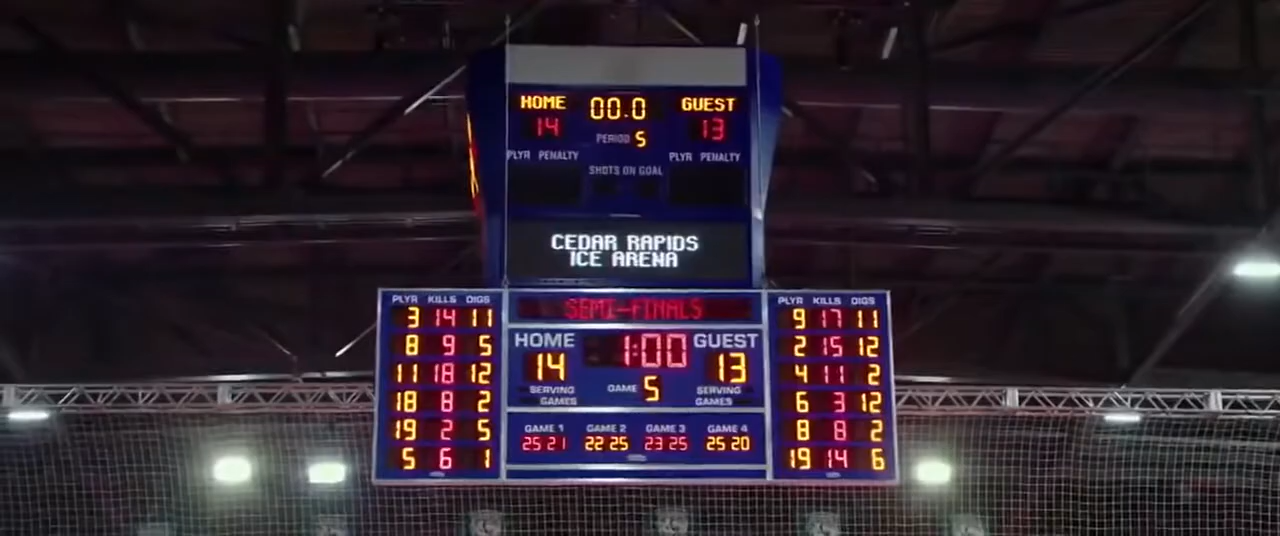 HOME 00.0 GUEST
14 PERIOD 5 13
PLYR PENALTY PLYR PENALTY
SHOTS ON GOAL
CEDAR RAPIDS
ICE ARENA
SEMI-FINALS
PLYR KILLS DIGS
3 14 11
8 9 5
11 18 12
18 8 2
19 2 5
5 6 1
HOME 1:00 GUEST
14 GAME 5 13
SERVING SERVING
GAMES GAMES
GAME 1 GAME 2 GAME 3 GAME 4
25 21 22 25 23 25 25 20
PLYR KILLS DIGS
9 17 11
2 15 12
4 11 2
6 3 12
8 8 2
19 14 6